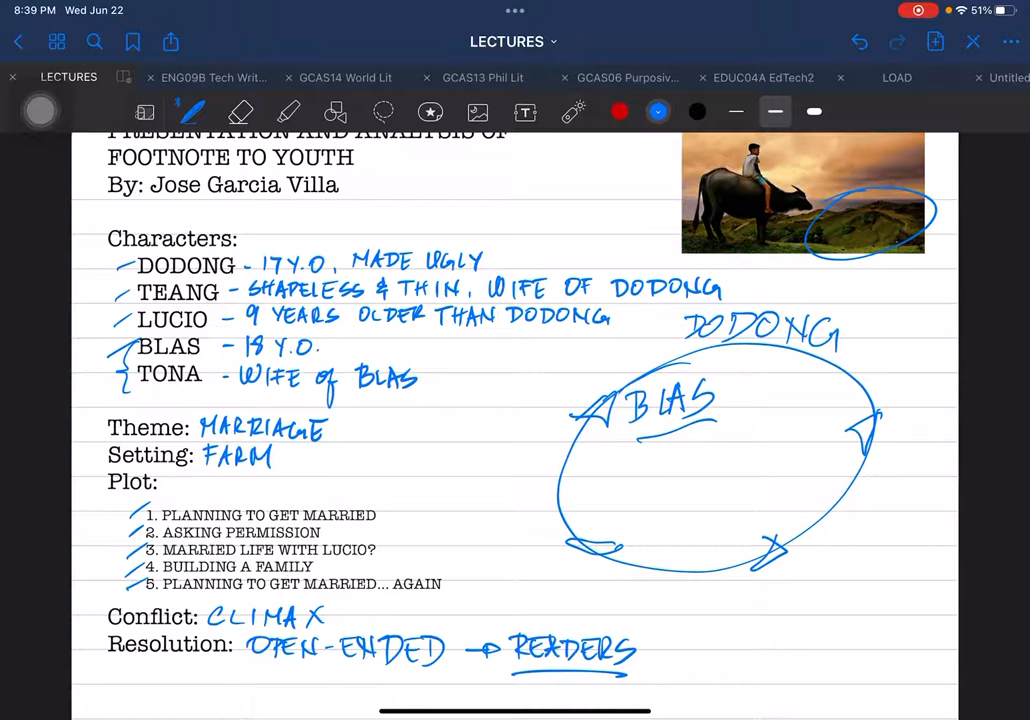 8:39 PM Wed Jun 22
51%
LECTURES
LECTURES
ENG09B Tech Writ...
GCAS14 World Lit
GCAS13 Phil Lit
GCAS06 Purposiv...
EDUC04A EdTech2
LOAD
Untitled
PRESENTATION AND ANALYSIS OF
FOOTNOTE TO YOUTH
By: Jose Garcia Villa
Characters:
DODONG - 17 Y.O, MADE UGLY
TEANG - SHAPELESS & THIN, WIFE OF DODONG
LUCIO - 9 YEARS OLDER THAN DODONG
DODONG
BLAS - 18 Y.O.
TONA - WIFE of BLAS
BLAS
Theme: MARRIAGE
Setting: FARM
Plot:
1. PLANNING TO GET MARRIED
2. ASKING PERMISSION
3. MARRIED LIFE WITH LUCIO?
4. BUILDING A FAMILY
5. PLANNING TO GET MARRIED... AGAIN
Conflict: CLIMAX
Resolution: OPEN-ENDED → READERS